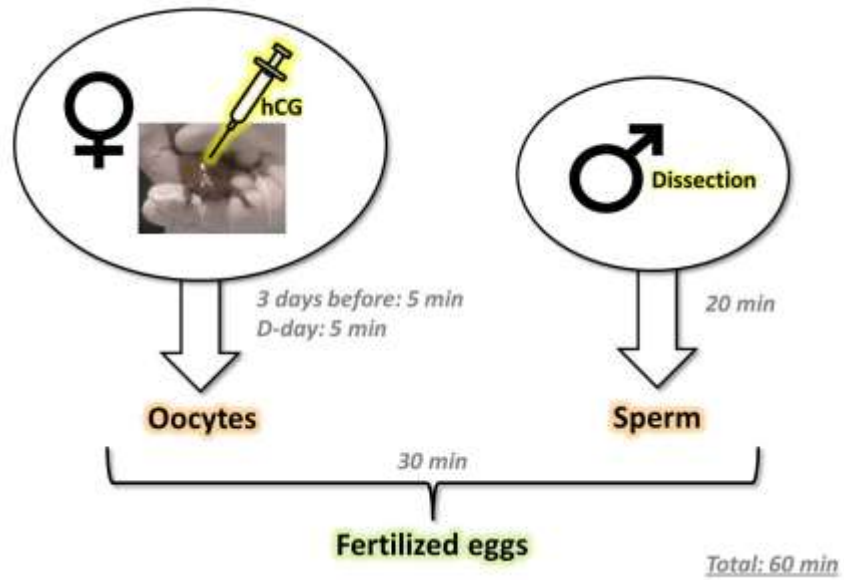 hCG
Dissection
3 days before: 5 min
D-day: 5 min
20 min
Oocytes
Sperm
30 min
Fertilized eggs
Total: 60 min